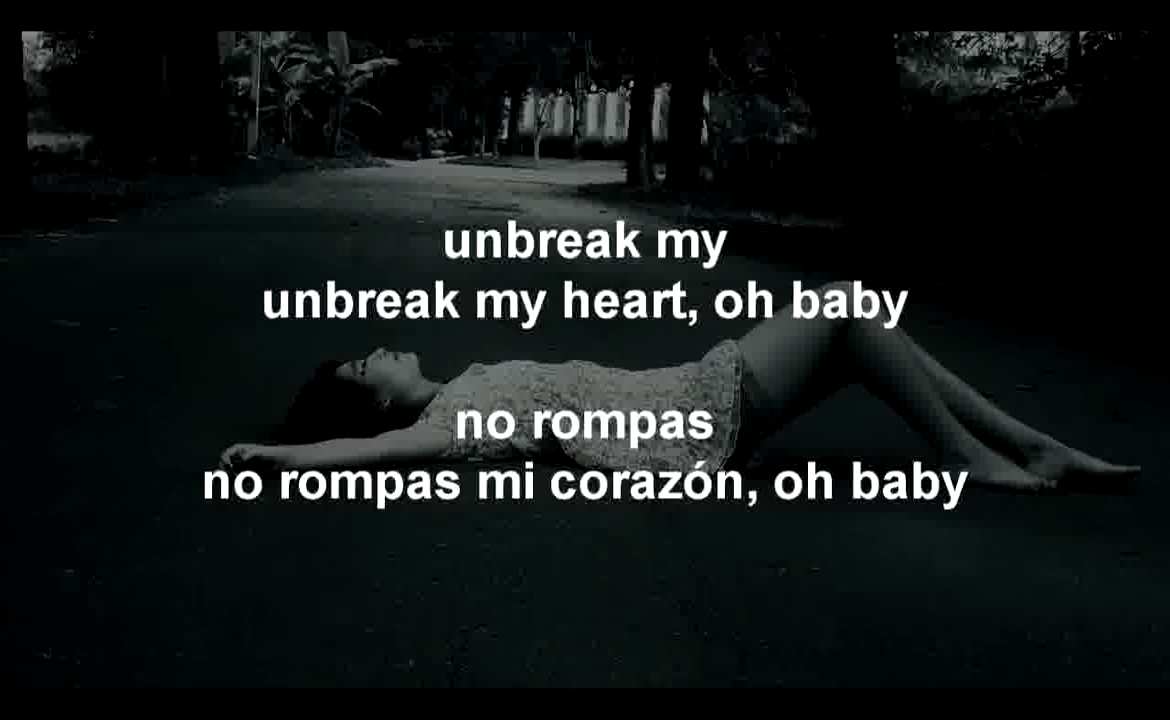 unbreak my
unbreak my heart, oh baby
no rompas
no rompas mi corazón, oh baby